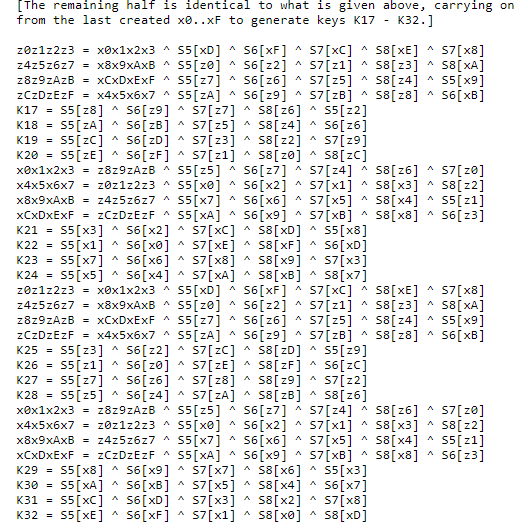 [The remaining half is identical to what is given above, carrying on
from the last created x0..xF to generate keys K17 - K32.]
z0z1z2z3 = x0x1x2x3 ^ S5[xD] ^ S6[xF] ^ S7[xC] ^ S8[xE] ^ S7[x8]
z4z5z6z7 = x8x9xAxB ^ S5[z0] ^ S6[z2] ^ S7[z1] ^ S8[z3] ^ S8[xA]
z8z9zAzB = xCxDxExF ^ S5[z7] ^ S6[z6] ^ S7[z5] ^ S8[z4] ^ S5[x9]
zCzDzEzF = x4x5x6x7 ^ S5[zA] ^ S6[z9] ^ S7[zB] ^ S8[z8] ^ S6[xB]
K17 = S5[z8] ^ S6[z9] ^ S7[z7] ^ S8[z6] ^ S5[z2]
K18 = S5[zA] ^ S6[zB] ^ S7[z5] ^ S8[z4] ^ S6[z6]
K19 = S5[zC] ^ S6[zD] ^ S7[z3] ^ S8[z2] ^ S7[z9]
K20 = S5[zE] ^ S6[zF] ^ S7[z1] ^ S8[z0] ^ S8[zC]
x0x1x2x3 = z8z9zAzB ^ S5[z5] ^ S6[z7] ^ S7[z4] ^ S8[z6] ^ S7[z0]
x4x5x6x7 = z0z1z2z3 ^ S5[x0] ^ S6[x2] ^ S7[x1] ^ S8[x3] ^ S8[z2]
x8x9xAxB = z4z5z6z7 ^ S5[x7] ^ S6[x6] ^ S7[x5] ^ S8[x4] ^ S5[z1]
xCxDxExF = zCzDzEzF ^ S5[xA] ^ S6[x9] ^ S7[xB] ^ S8[x8] ^ S6[z3]
K21 = S5[x3] ^ S6[x2] ^ S7[xC] ^ S8[xD] ^ S5[x8]
K22 = S5[x1] ^ S6[x0] ^ S7[xE] ^ S8[xF] ^ S6[xD]
K23 = S5[x7] ^ S6[x6] ^ S7[x8] ^ S8[x9] ^ S7[x3]
K24 = S5[x5] ^ S6[x4] ^ S7[xA] ^ S8[xB] ^ S8[x7]
z0z1z2z3 = x0x1x2x3 ^ S5[xD] ^ S6[xF] ^ S7[xC] ^ S8[xE] ^ S7[x8]
z4z5z6z7 = x8x9xAxB ^ S5[z0] ^ S6[z2] ^ S7[z1] ^ S8[z3] ^ S8[xA]
z8z9zAzB = xCxDxExF ^ S5[z7] ^ S6[z6] ^ S7[z5] ^ S8[z4] ^ S5[x9]
zCzDzEzF = x4x5x6x7 ^ S5[zA] ^ S6[z9] ^ S7[zB] ^ S8[z8] ^ S6[xB]
K25 = S5[z3] ^ S6[z2] ^ S7[zC] ^ S8[zD] ^ S5[z9]
K26 = S5[z1] ^ S6[z0] ^ S7[zE] ^ S8[zF] ^ S6[zC]
K27 = S5[z7] ^ S6[z6] ^ S7[z8] ^ S8[z9] ^ S7[z2]
K28 = S5[z5] ^ S6[z4] ^ S7[zA] ^ S8[zB] ^ S8[z6]
x0x1x2x3 = z8z9zAzB ^ S5[z5] ^ S6[z7] ^ S7[z4] ^ S8[z6] ^ S7[z0]
x4x5x6x7 = z0z1z2z3 ^ S5[x0] ^ S6[x2] ^ S7[x1] ^ S8[x3] ^ S8[z2]
x8x9xAxB = z4z5z6z7 ^ S5[x7] ^ S6[x6] ^ S7[x5] ^ S8[x4] ^ S5[z1]
xCxDxExF = zCzDzEzF ^ S5[xA] ^ S6[x9] ^ S7[xB] ^ S8[x8] ^ S6[z3]
K29 = S5[x8] ^ S6[x9] ^ S7[x7] ^ S8[x6] ^ S5[x3]
K30 = S5[xA] ^ S6[xB] ^ S7[x5] ^ S8[x4] ^ S6[x7]
K31 = S5[xC] ^ S6[xD] ^ S7[x3] ^ S8[x2] ^ S7[x8]
K32 = S5[xE] ^ S6[xF] ^ S7[x1] ^ S8[x0] ^ S8[xD]